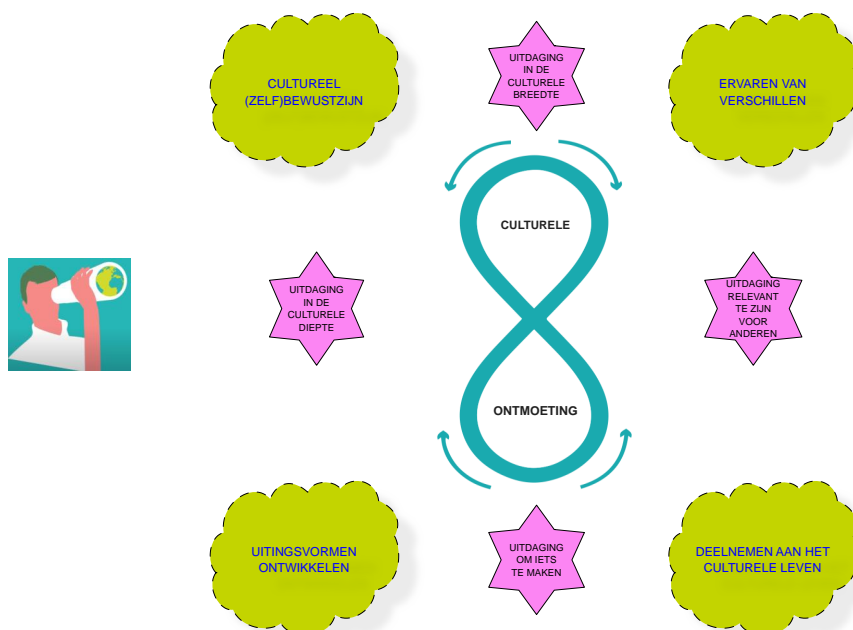 CULTUREEL
(ZELF)BEWUSTZIJN
UITDAGING
IN DE
CULTURELE
BREEDTE
ERVAREN VAN
VERSCHILLEN
CULTURELE
UITDAGING
IN DE
CULTURELE
DIEPTE
UITDAGING
RELEVANT
TE ZIJN
VOOR
ANDEREN
ONTMOETING
UITINGSVORMEN
ONTWIKKELEN
UITDAGING
OM IETS
TE MAKEN
DEELNEMEN AAN HET
CULTURELE LEVEN